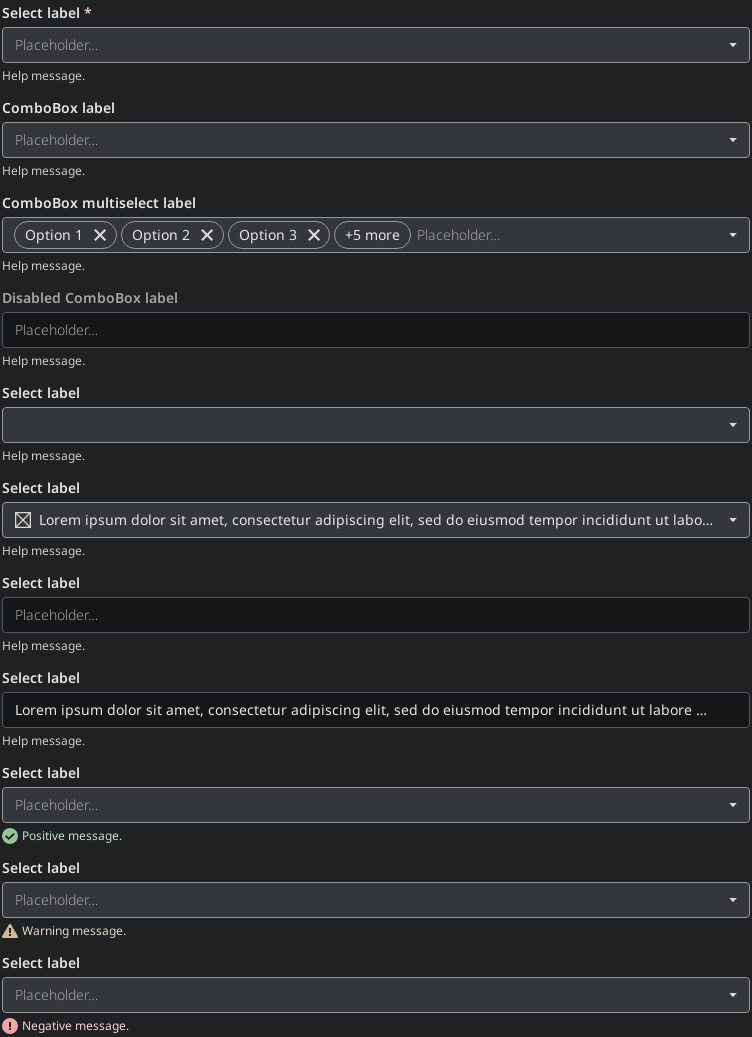 Select label *
Placeholder...
Help message.
ComboBox label
Placeholder...
Help message.
ComboBox multiselect label
Option 1 Option 2 Option 3 +5 more Placeholder...
Help message.
Disabled ComboBox label
Placeholder...
Help message.
Select label
Help message.
Select label
Lorem ipsum dolor sit amet, consectetur adipiscing elit, sed do eiusmod tempor incididunt ut labo...
Help message.
Select label
Placeholder...
Help message.
Select label
Lorem ipsum dolor sit amet, consectetur adipiscing elit, sed do eiusmod tempor incididunt ut labore ...
Help message.
Select label
Placeholder...
Positive message.
Select label
Placeholder...
Warning message.
Select label
Placeholder...
Negative message.